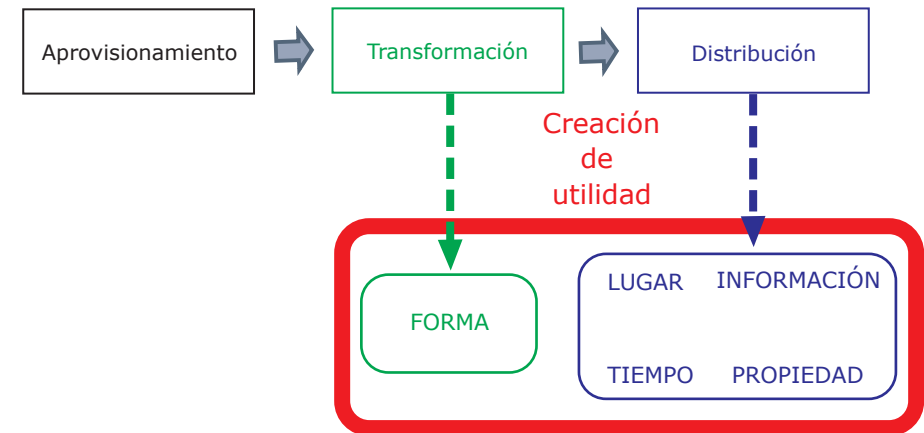 Aprovisionamiento
Transformación
Distribución
Creación
de
utilidad
FORMA
LUGAR INFORMACIÓN
TIEMPO PROPIEDAD